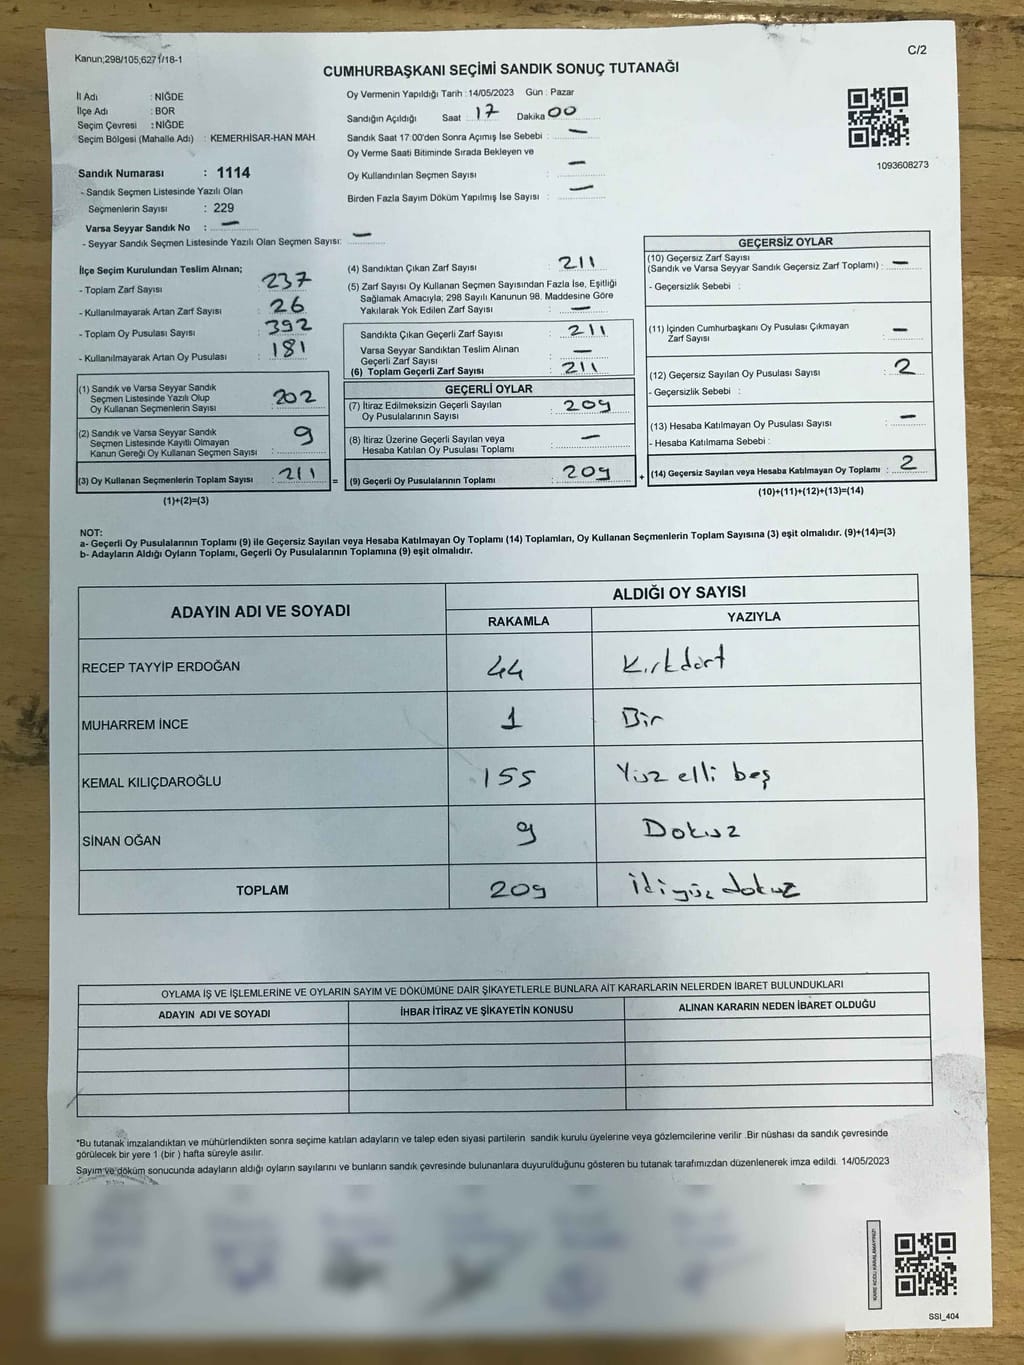 Kanun;298/105,6271/18-1
C/2
CUMHURBAŞKANI SEÇİMİ SANDIK SONUÇ TUTANAĞI
İl Adı : NİĞDE
İlçe Adı : BOR
Seçim Çevresi : NİĞDE
Seçim Bölgesi (Mahalle Adı) : KEMERHİSAR-HAN MAH.
Oy Vermenin Yapıldığı Tarih : 14/05/2023 Gün : Pazar
Sandığın Açıldığı Saat : 17 Dakika : 00
Sandık Saat 17:00'den Sonra Açımış İse Sebebi : —
Oy Verme Saati Bitiminde Sırada Bekleyen ve
Oy Kullandırılan Seçmen Sayısı : —
Birden Fazla Sayım Döküm Yapılmış İse Sayısı : —
1093608273
Sandık Numarası : 1114
- Sandık Seçmen Listesinde Yazılı Olan
Seçmenlerin Sayısı : 229
Varsa Seyyar Sandık No : —
- Seyyar Sandık Seçmen Listesinde Yazılı Olan Seçmen Sayısı: —
İlçe Seçim Kurulundan Teslim Alınan;
- Toplam Zarf Sayısı : 237
- Kullanılmayarak Artan Zarf Sayısı : 26
- Toplam Oy Pusulası Sayısı : 392
- Kullanılmayarak Artan Oy Pusulası : 181
(1) Sandık ve Varsa Seyyar Sandık
Seçmen Listesinde Yazılı Olup
Oy Kullanan Seçmenlerin Sayısı : 202
(2) Sandık ve Varsa Seyyar Sandık
Seçmen Listesinde Kayıtlı Olmayan
Kanun Gereği Oy Kullanan Seçmen Sayısı : 9
(3) Oy Kullanan Seçmenlerin Toplam Sayısı : 211
(1)+(2)=(3)
=
(4) Sandıktan Çıkan Zarf Sayısı : 211
(5) Zarf Sayısı Oy Kullanan Seçmen Sayısından Fazla İse, Eşitliği
Sağlamak Amacıyla; 298 Sayılı Kanunun 98. Maddesine Göre
Yakılarak Yok Edilen Zarf Sayısı : —
Sandıkta Çıkan Geçerli Zarf Sayısı : 211
Varsa Seyyar Sandıktan Teslim Alınan
Geçerli Zarf Sayısı : —
(6) Toplam Geçerli Zarf Sayısı : 211
GEÇERLİ OYLAR
(7) İtiraz Edilmeksizin Geçerli Sayılan
Oy Pusulalarının Sayısı : 209
(8) İtiraz Üzerine Geçerli Sayılan veya
Hesaba Katılan Oy Pusulası Toplamı : —
(9) Geçerli Oy Pusulalarının Toplamı : 209
+
GEÇERSİZ OYLAR
(10) Geçersiz Zarf Sayısı
(Sandık ve Varsa Seyyar Sandık Geçersiz Zarf Toplamı) : —
- Geçersizlik Sebebi :
(11) İçinden Cumhurbaşkanı Oy Pusulası Çıkmayan
Zarf Sayısı : —
(12) Geçersiz Sayılan Oy Pusulası Sayısı : 2
- Geçersizlik Sebebi :
(13) Hesaba Katılmayan Oy Pusulası Sayısı : —
- Hesaba Katılmama Sebebi :
(14) Geçersiz Sayılan veya Hesaba Katılmayan Oy Toplamı : 2
(10)+(11)+(12)+(13)=(14)
NOT:
a- Geçerli Oy Pusulalarının Toplamı (9) ile Geçersiz Sayılan veya Hesaba Katılmayan Oy Toplamı (14) Toplamları, Oy Kullanan Seçmenlerin Toplam Sayısına (3) eşit olmalıdır. (9)+(14)=(3)
b- Adayların Aldığı Oyların Toplamı, Geçerli Oy Pusulalarının Toplamına (9) eşit olmalıdır.
ADAYIN ADI VE SOYADI
ALDIĞI OY SAYISI
RAKAMLA YAZIYLA
RECEP TAYYİP ERDOĞAN 44 Kırkdört
MUHARREM İNCE 1 Bir
KEMAL KILIÇDAROĞLU 155 Yüz elli beş
SİNAN OĞAN 9 Dokuz
TOPLAM 209 ikiyüz dokuz
OYLAMA İŞ VE İŞLEMLERİNE VE OYLARIN SAYIM VE DÖKÜMÜNE DAİR ŞİKAYETLERLE BUNLARA AİT KARARLARIN NELERDEN İBARET BULUNDUKLARI
ADAYIN ADI VE SOYADI İHBAR İTİRAZ VE ŞİKAYETİN KONUSU ALINAN KARARIN NEDEN İBARET OLDUĞU
*Bu tutanak imzalandıktan ve mühürlendikten sonra seçime katılan adayların ve talep eden siyasi partilerin sandık kurulu üyelerine veya gözlemcilerine verilir .Bir nüshası da sandık çevresinde
görülecek bir yere 1 (bir ) hafta süreyle asılır.
Sayım ve döküm sonucunda adayların aldığı oyların sayılarını ve bunların sandık çevresinde bulunanlara duyurulduğunu gösteren bu tutanak tarafımızdan düzenlenerek imza edildi. 14/05/2023
KARE KODU KARALAMAYINIZ!
SSI_404